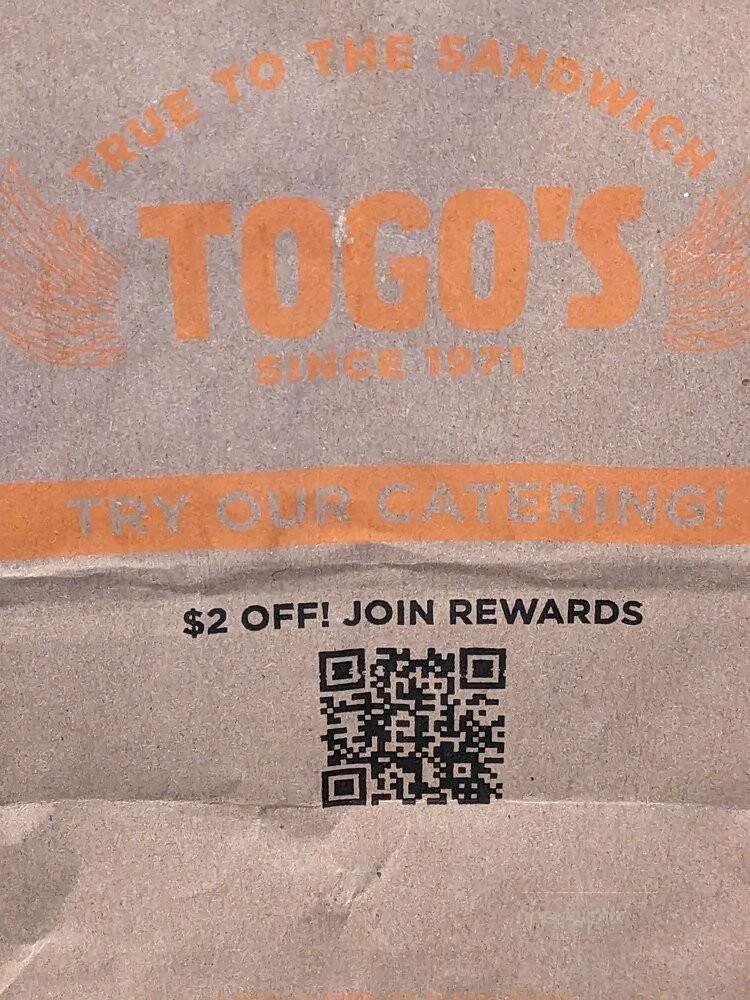 TRUE TO THE SANDWICH
TOGO'S
SINCE 1971
TRY OUR CATERING!
$2 OFF! JOIN REWARDS